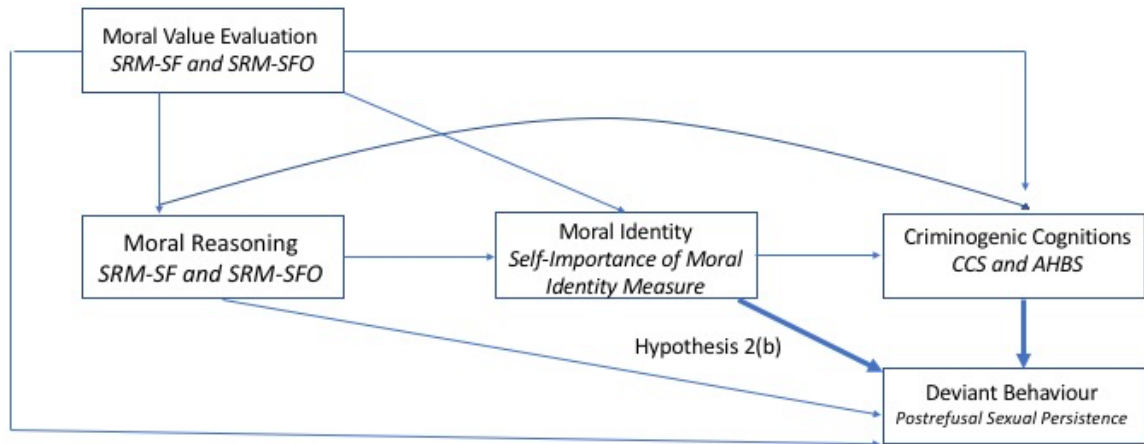 Moral Value Evaluation
SRM-SF and SRM-SFO
Moral Reasoning
SRM-SF and SRM-SFO
Moral Identity
Self-Importance of Moral
Identity Measure
Criminogenic Cognitions
CCS and AHBS
Hypothesis 2(b)
Deviant Behaviour
Postrefusal Sexual Persistence